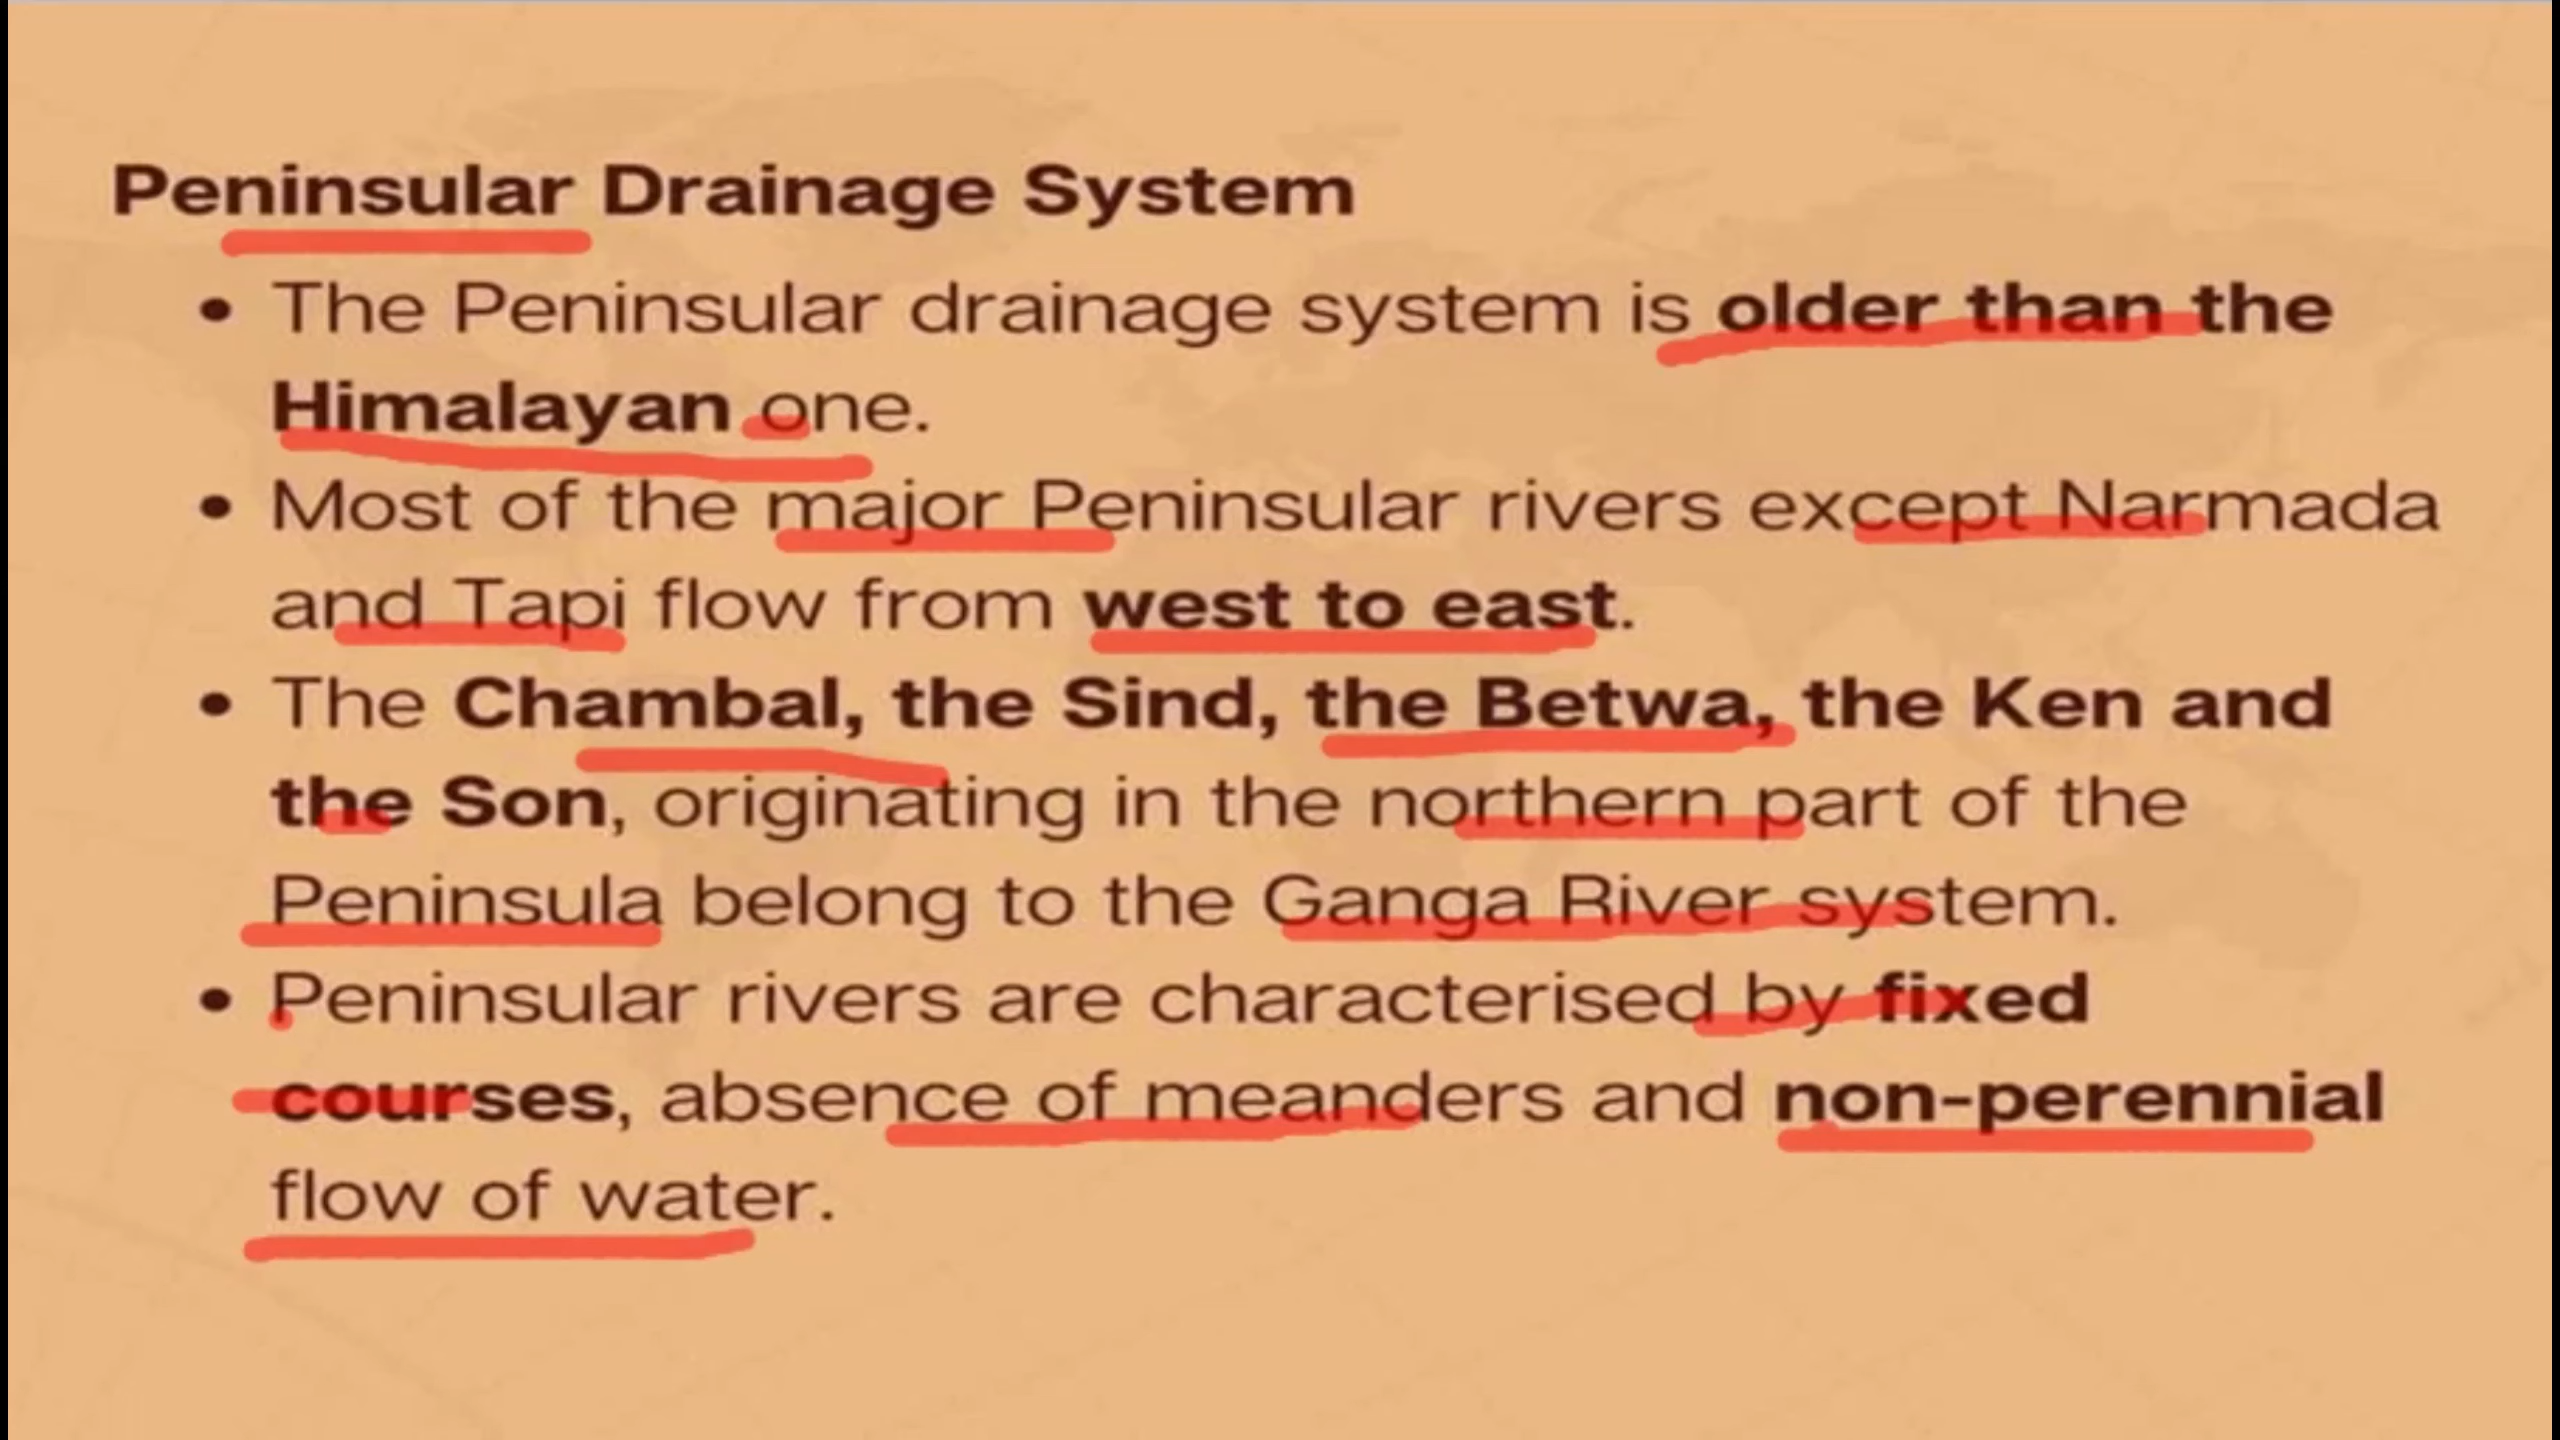 Peninsular Drainage System
• The Peninsular drainage system is older than the
Himalayan one.
• Most of the major Peninsular rivers except Narmada
and Tapi flow from west to east.
• The Chambal, the Sind, the Betwa, the Ken and
the Son, originating in the northern part of the
Peninsula belong to the Ganga River system.
• Peninsular rivers are characterised by fixed
courses, absence of meanders and non-perennial
flow of water.